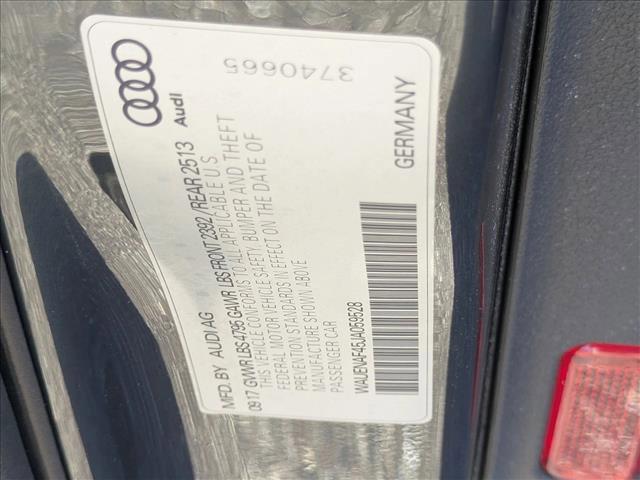 Audi
3740665
MFD. BY AUDI AG
09 17 GVWR LBS 4795 GAWR LBS FRONT 2392 / REAR 2513
THIS VEHICLE CONFORMS TO ALL APPLICABLE U.S.
FEDERAL MOTOR VEHICLE SAFETY, BUMPER AND THEFT
PREVENTION STANDARDS IN EFFECT ON THE DATE OF
MANUFACTURE SHOWN ABOVE
PASSENGER CAR
GERMANY
WAUENAF46JA069628